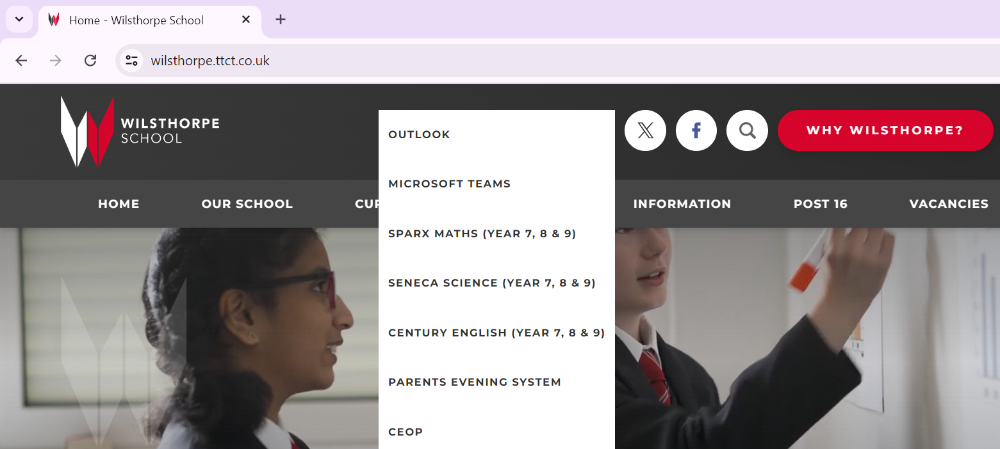 Home - Wilsthorpe School
wilsthorpe.ttct.co.uk
WILSTHORPE
SCHOOL
WHY WILSTHORPE?
HOME
OUR SCHOOL
INFORMATION
POST 16
VACANCIES
OUTLOOK
MICROSOFT TEAMS
SPARX MATHS (YEAR 7, 8 & 9)
SENECA SCIENCE (YEAR 7, 8 & 9)
CENTURY ENGLISH (YEAR 7, 8 & 9)
PARENTS EVENING SYSTEM
CEOP